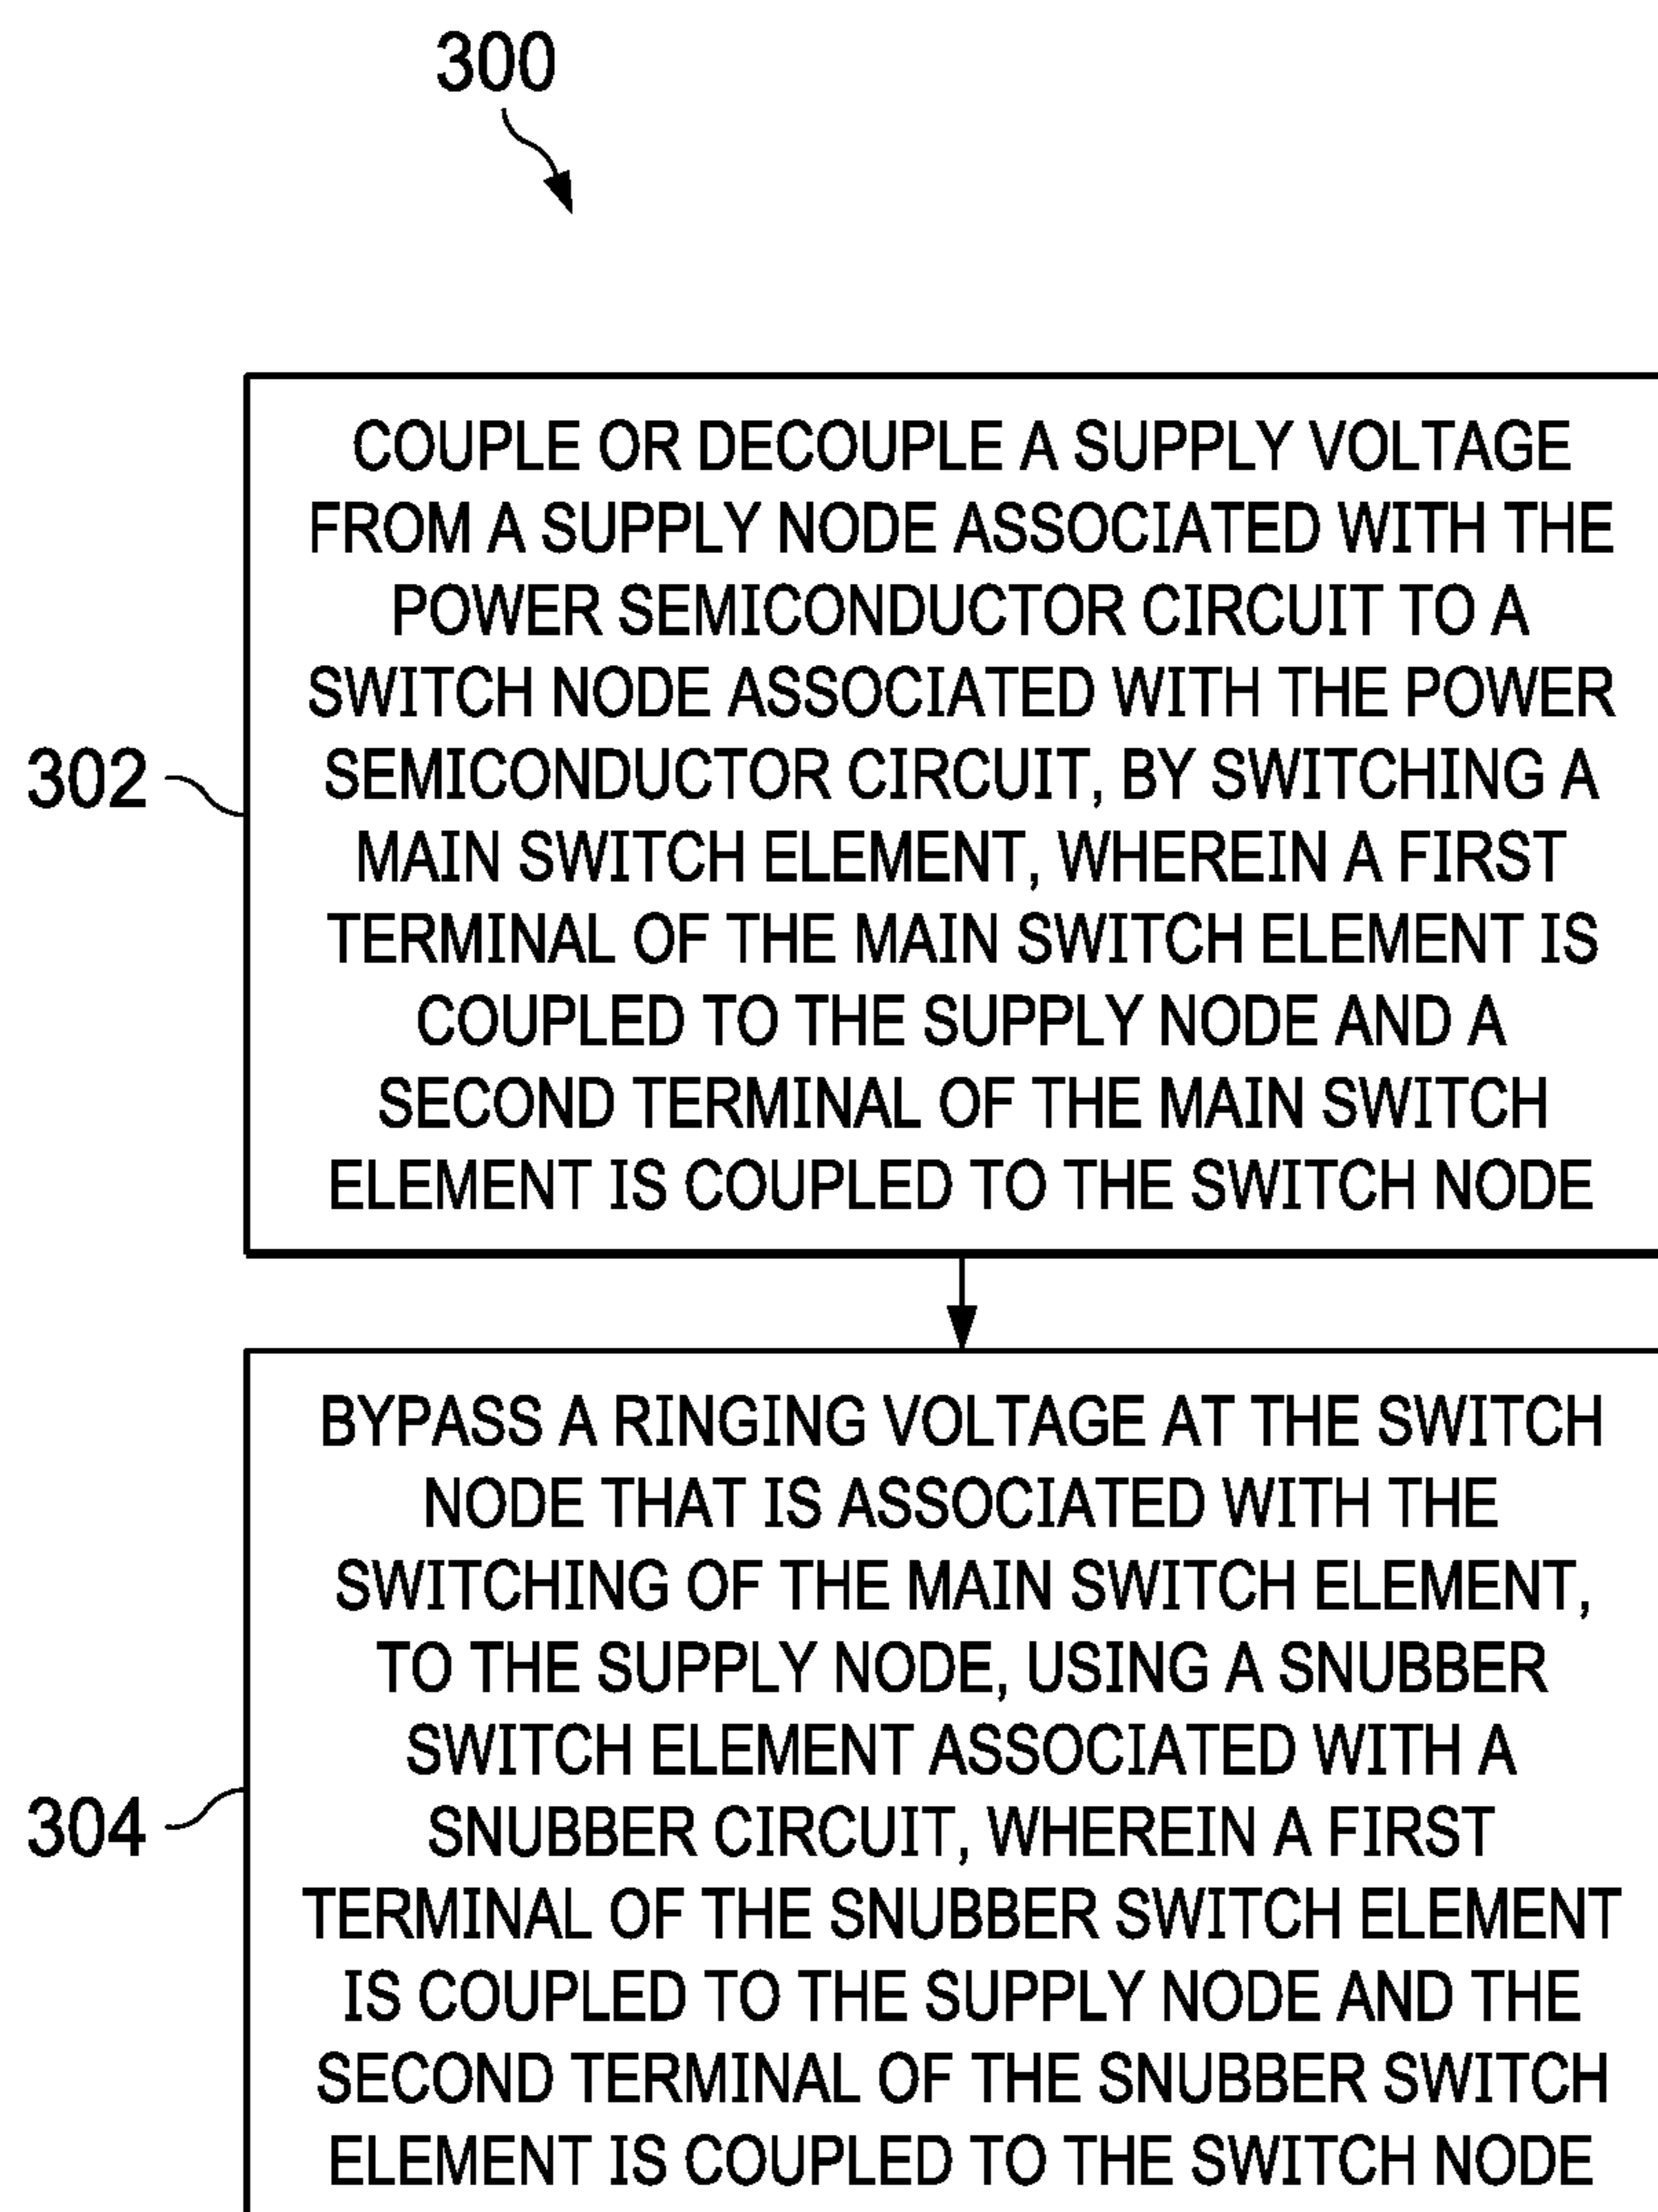 300
COUPLE OR DECOUPLE A SUPPLY VOLTAGE
FROM A SUPPLY NODE ASSOCIATED WITH THE
POWER SEMICONDUCTOR CIRCUIT TO A
SWITCH NODE ASSOCIATED WITH THE POWER
SEMICONDUCTOR CIRCUIT, BY SWITCHING A
MAIN SWITCH ELEMENT, WHEREIN A FIRST
TERMINAL OF THE MAIN SWITCH ELEMENT IS
COUPLED TO THE SUPPLY NODE AND A
SECOND TERMINAL OF THE MAIN SWITCH
ELEMENT IS COUPLED TO THE SWITCH NODE
302
BYPASS A RINGING VOLTAGE AT THE SWITCH
NODE THAT IS ASSOCIATED WITH THE
SWITCHING OF THE MAIN SWITCH ELEMENT,
TO THE SUPPLY NODE, USING A SNUBBER
SWITCH ELEMENT ASSOCIATED WITH A
SNUBBER CIRCUIT, WHEREIN A FIRST
TERMINAL OF THE SNUBBER SWITCH ELEMENT
IS COUPLED TO THE SUPPLY NODE AND THE
SECOND TERMINAL OF THE SNUBBER SWITCH
ELEMENT IS COUPLED TO THE SWITCH NODE
304